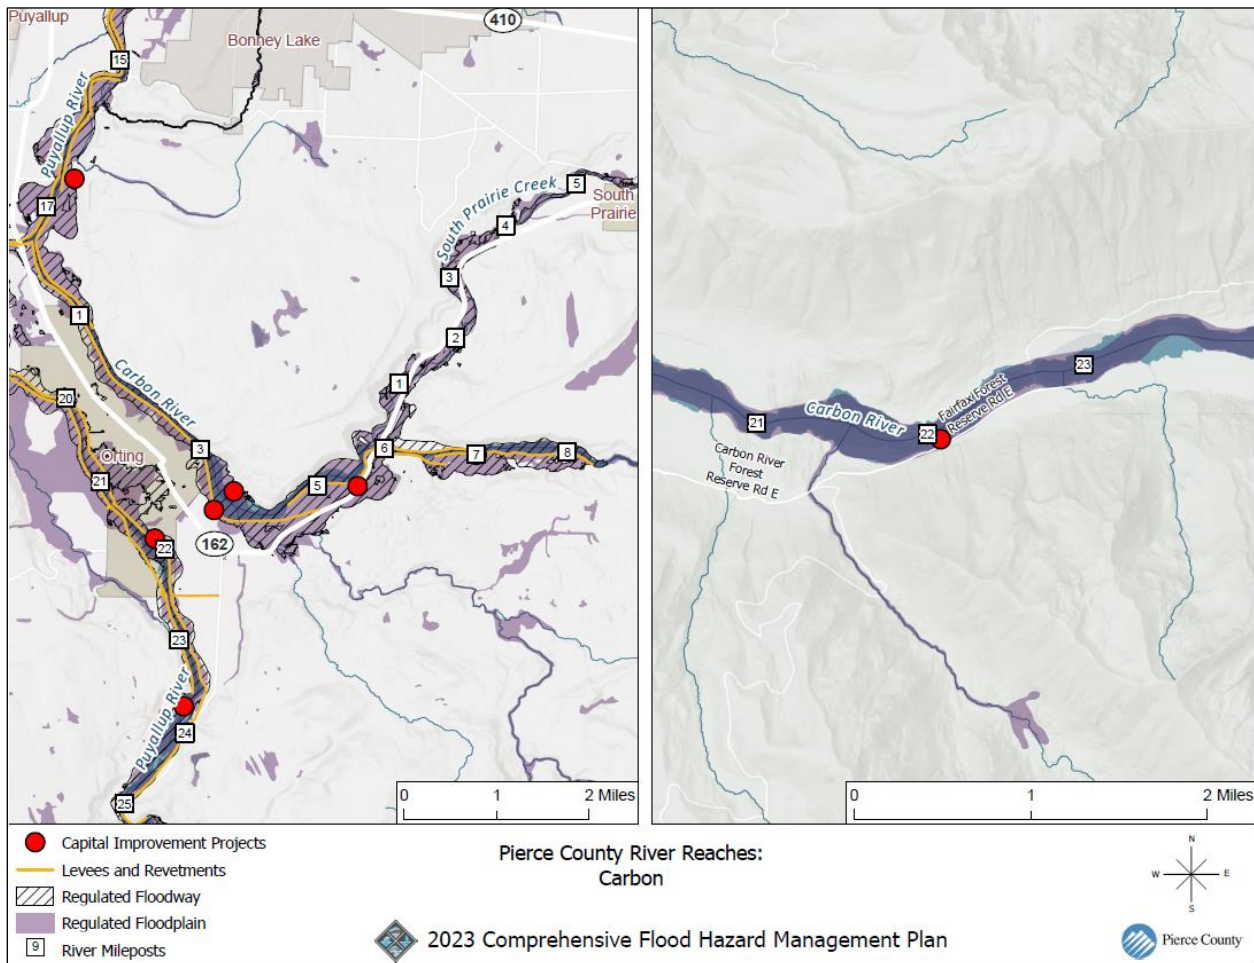 Puyallup
410
Bonney Lake
15
Puyallup River
17
South Prairie Creek
5
South
Prairie
4
3
1
2
Carbon River
1
20
Orting
3
6
7
8
21
5
162
22
23
Puyallup River
24
25
0 1 2 Miles
23
Fairfax Forest
Reserve Rd E
Carbon River
21
22
Carbon River
Forest
Reserve Rd E
0 1 2 Miles
Capital Improvement Projects
Levees and Revetments
Regulated Floodway
Regulated Floodplain
9 River Mileposts
Pierce County River Reaches:
Carbon
2023 Comprehensive Flood Hazard Management Plan
N
W E
S
Pierce County